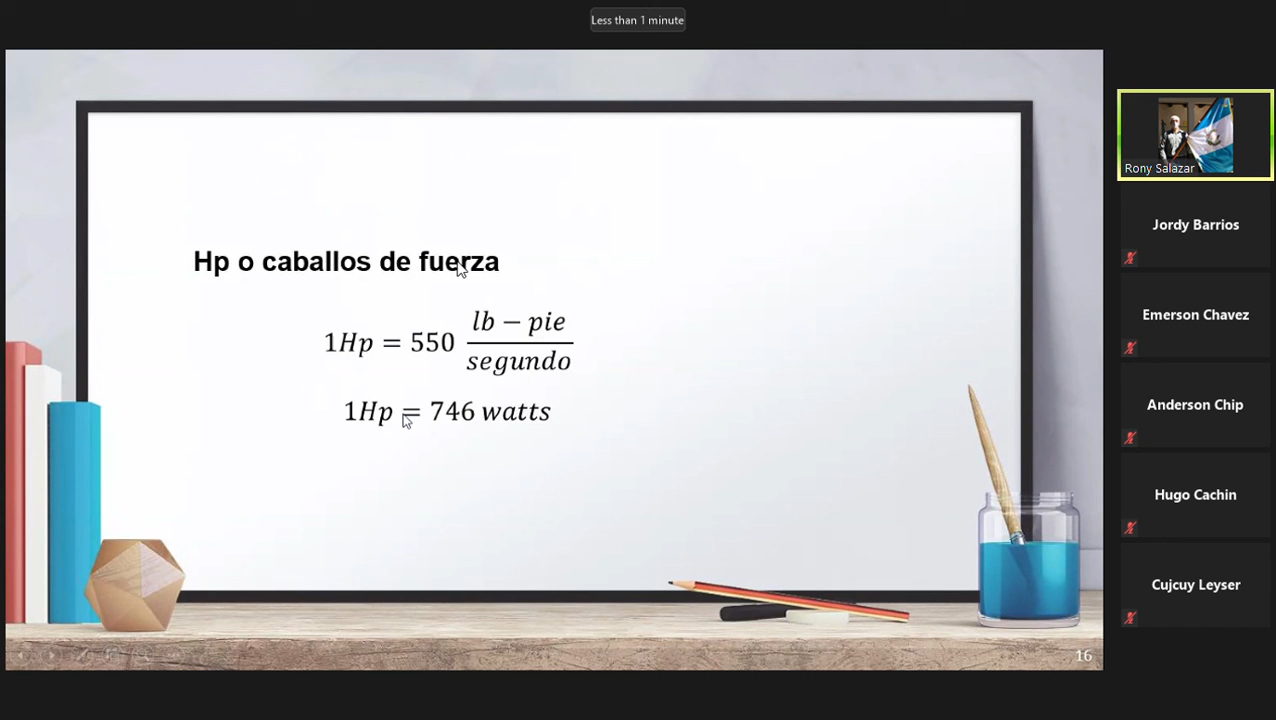 Less than 1 minute
Hp o caballos de fuerza
1Hp = 550 lb − pie / segundo
1Hp = 746 watts
16
Rony Salazar
Jordy Barrios
Emerson Chavez
Anderson Chip
Hugo Cachin
Cujcuy Leyser